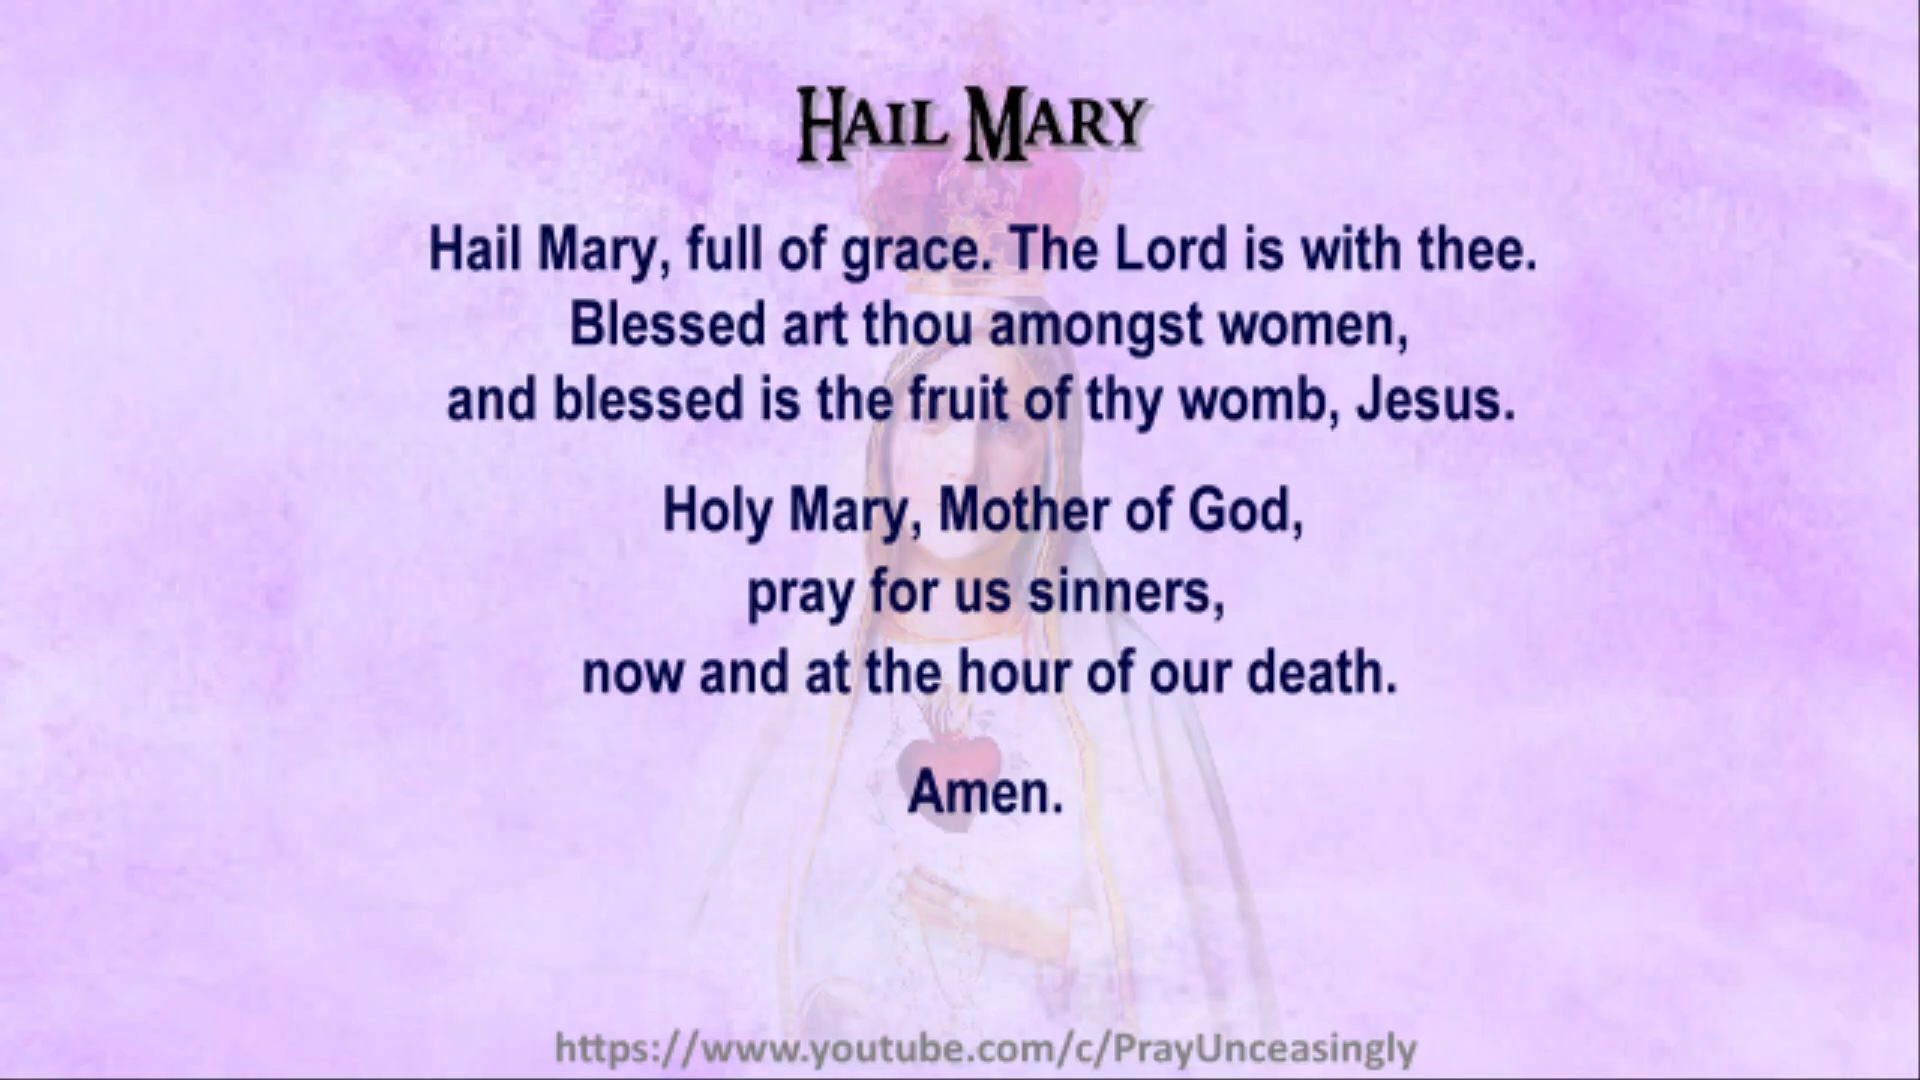 HAIL MARY
Hail Mary, full of grace. The Lord is with thee.
Blessed art thou amongst women,
and blessed is the fruit of thy womb, Jesus.
Holy Mary, Mother of God,
pray for us sinners,
now and at the hour of our death.
Amen.
https://www.youtube.com/c/PrayUnceasingly